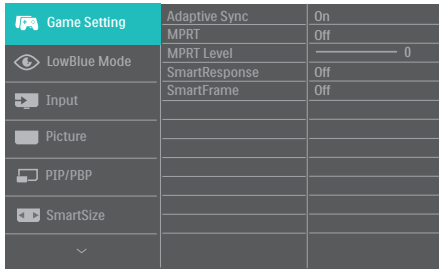 Game Setting
LowBlue Mode
Input
Picture
PIP/PBP
SmartSize
Adaptive Sync On
MPRT Off
MPRT Level 0
SmartResponse Off
SmartFrame Off